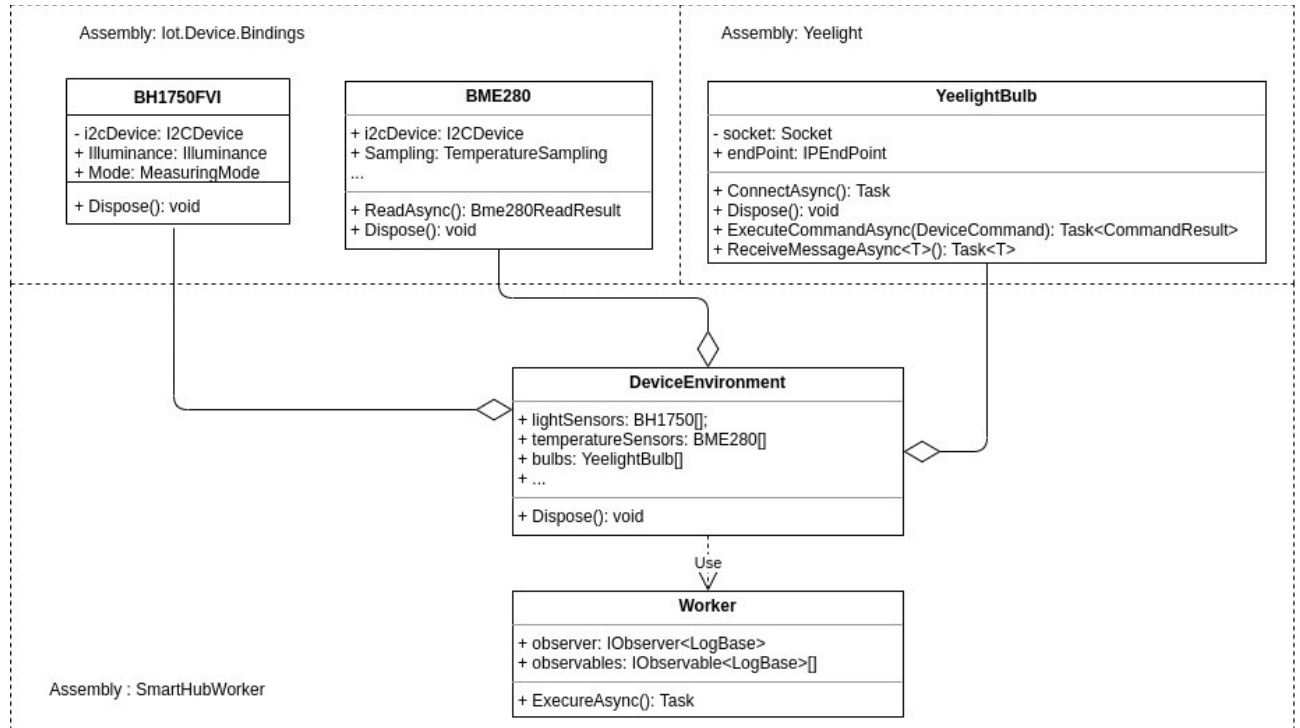 Assembly: Iot.Device.Bindings
Assembly: Yeelight
BH1750FVI
- i2cDevice: I2CDevice
+ Illuminance: Illuminance
+ Mode: MeasuringMode
+ Dispose(): void
BME280
+ i2cDevice: I2CDevice
+ Sampling: TemperatureSampling
...
+ ReadAsync(): Bme280ReadResult
+ Dispose(): void
YeelightBulb
- socket: Socket
+ endPoint: IPEndPoint
+ ConnectAsync(): Task
+ Dispose(): void
+ ExecuteCommandAsync(DeviceCommand): Task<CommandResult>
+ ReceiveMessageAsync<T>(): Task<T>
DeviceEnvironment
+ lightSensors: BH1750[];
+ temperatureSensors: BME280[]
+ bulbs: YeelightBulb[]
+ ...
+ Dispose(): void
Use
Worker
+ observer: IObserver<LogBase>
+ observables: IObservable<LogBase>[]
+ ExecureAsync(): Task
Assembly : SmartHubWorker